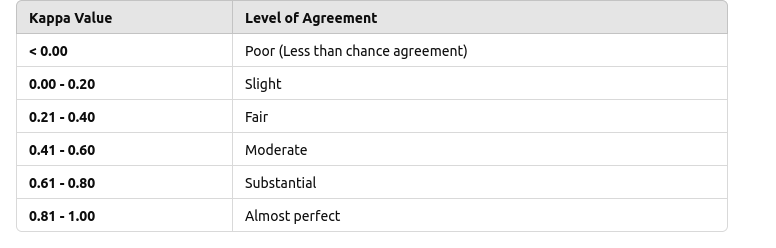 Kappa Value Level of Agreement
< 0.00 Poor (Less than chance agreement)
0.00 - 0.20 Slight
0.21 - 0.40 Fair
0.41 - 0.60 Moderate
0.61 - 0.80 Substantial
0.81 - 1.00 Almost perfect